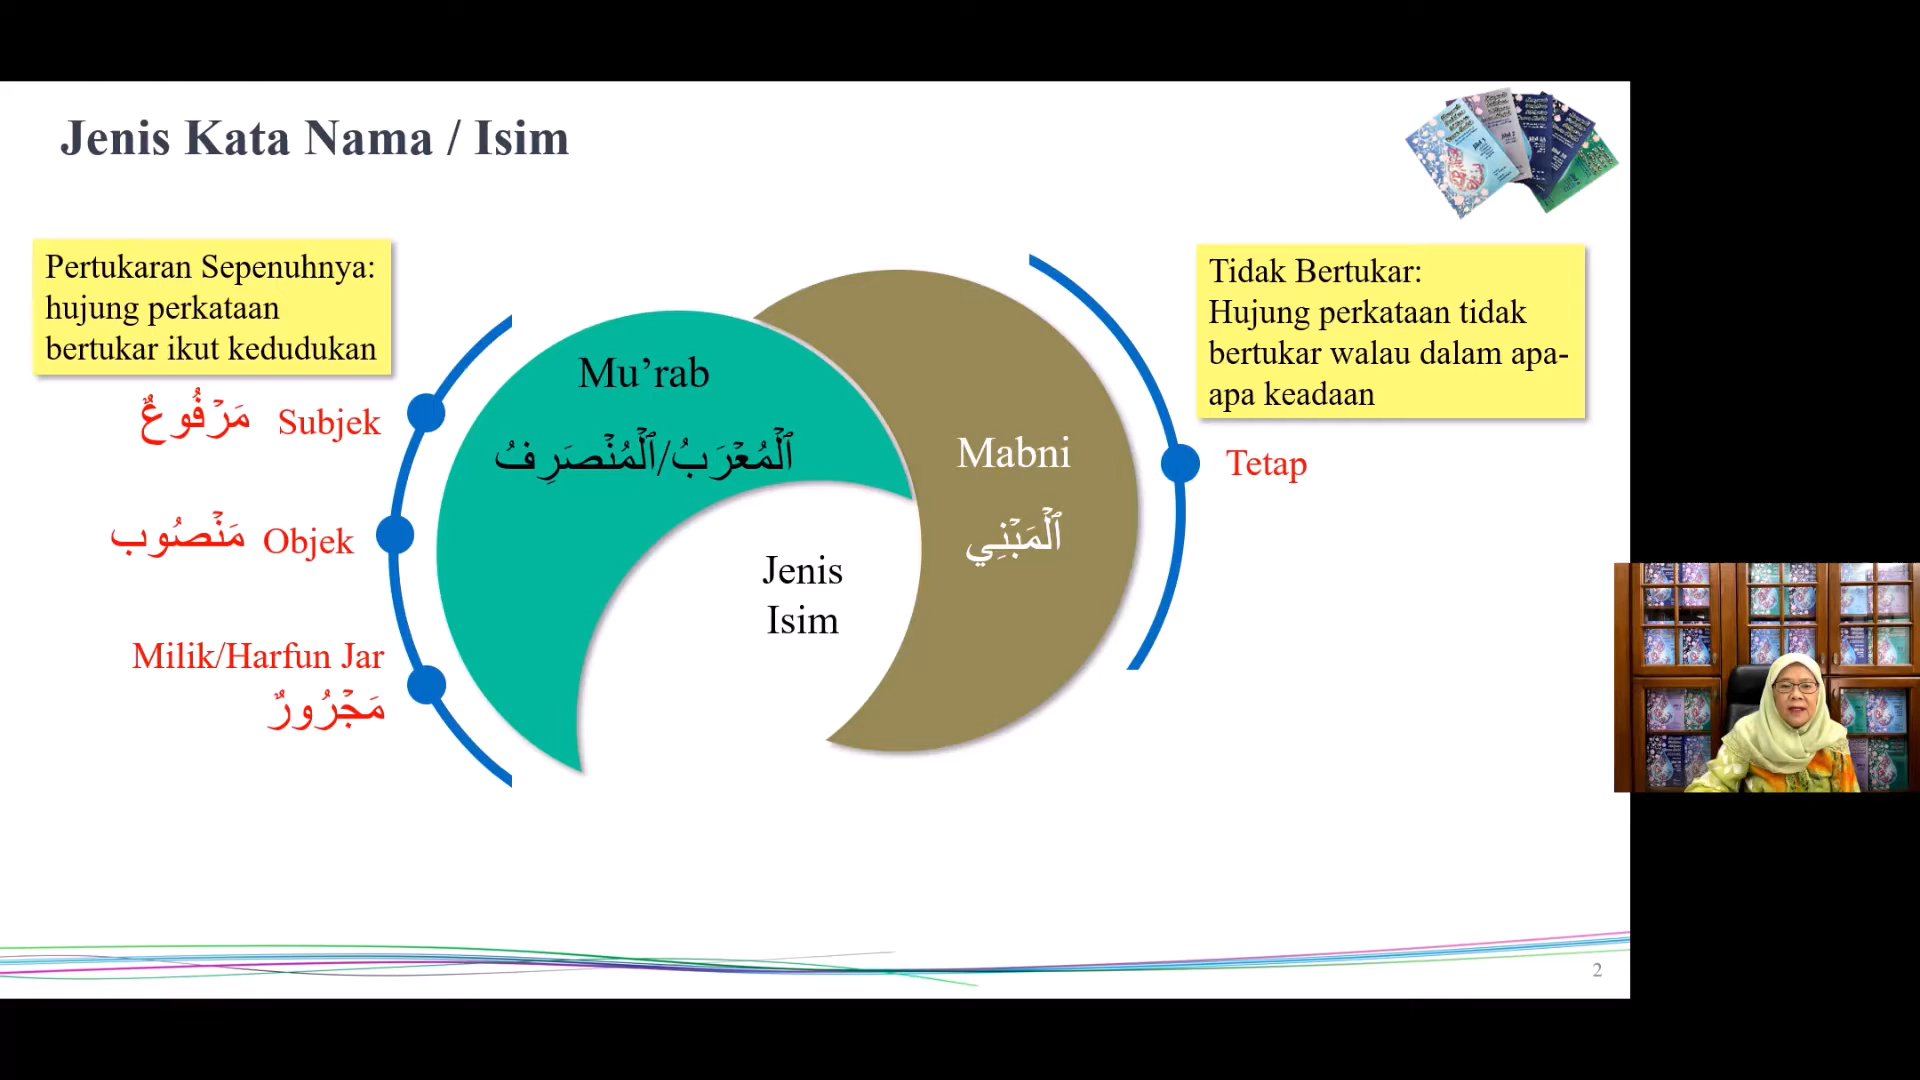 Jenis Kata Nama / Isim
Pertukaran Sepenuhnya:
hujung perkataan
bertukar ikut kedudukan
مَرْفُوعٌ Subjek
مَنْصُوب Objek
Milik/Harfun Jar
مَجْرُورٌ
Mu’rab
ٱلْمُعْرَبُ/ٱلْمُنْصَرِفُ
Jenis
Isim
Mabni
ٱلْمَبْنِي
Tidak Bertukar:
Hujung perkataan tidak
bertukar walau dalam apa-
apa keadaan
Tetap
2